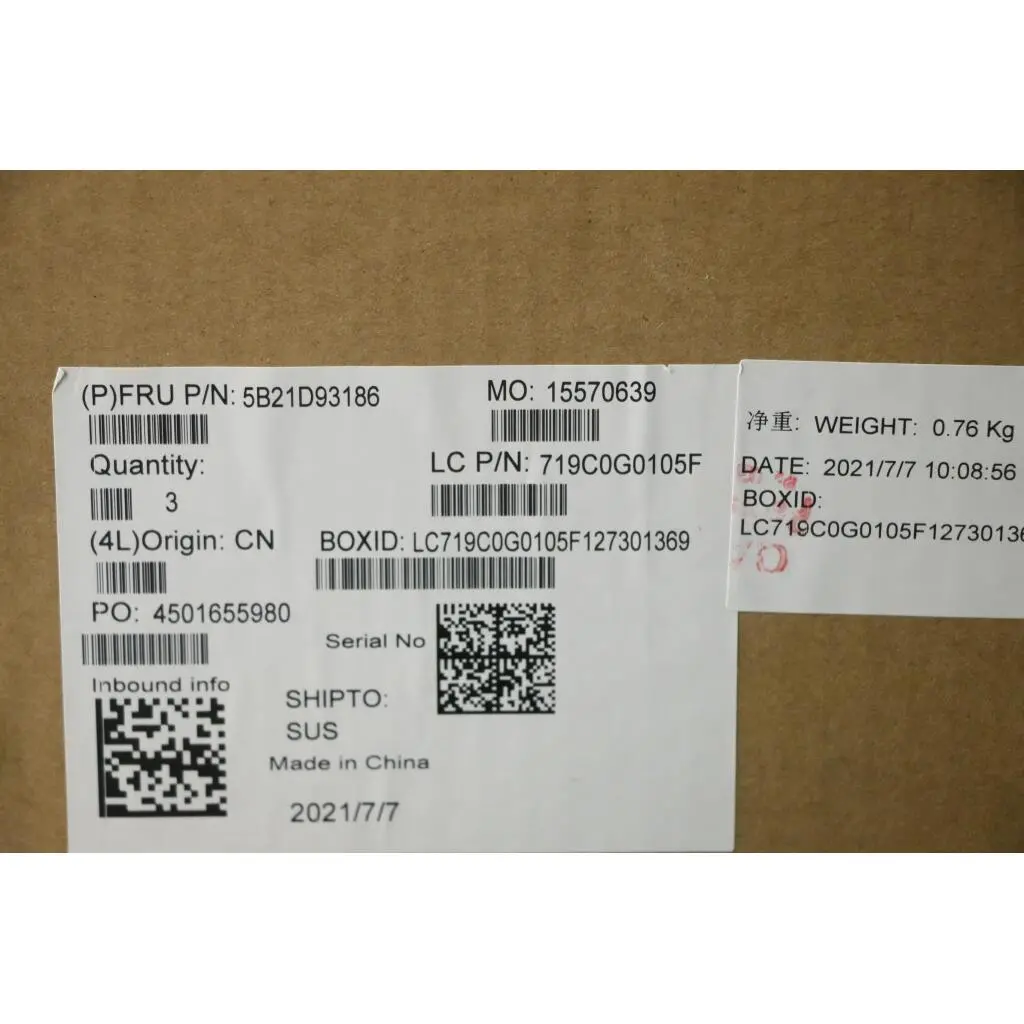 (P)FRU P/N: 5B21D93186
MO: 15570639
Quantity:
3
LC P/N: 719C0G0105F
(4L)Origin: CN
BOXID: LC719C0G0105F127301369
PO: 4501655980
Serial No
Inbound info
SHIPTO:
SUS
Made in China
2021/7/7
净重: WEIGHT: 0.76 Kg
DATE: 2021/7/7 10:08:56
BOXID:
LC719C0G0105F12730136